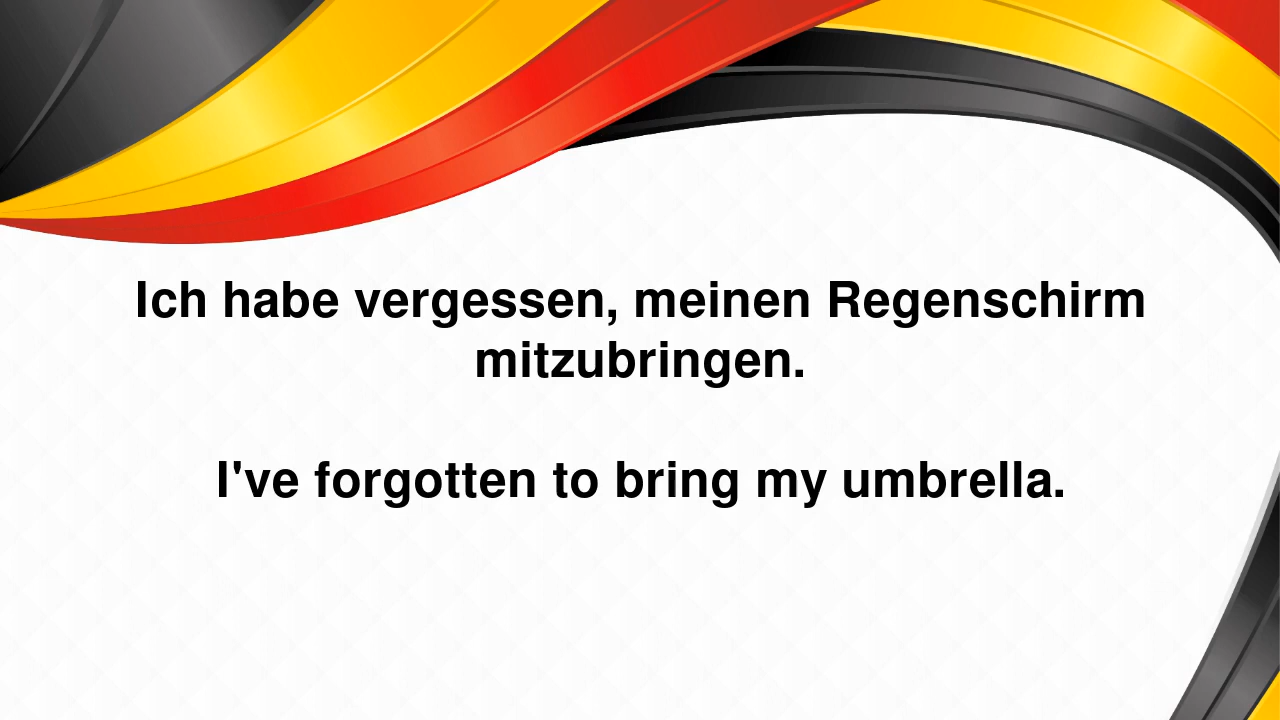 Ich habe vergessen, meinen Regenschirm
mitzubringen.
I've forgotten to bring my umbrella.